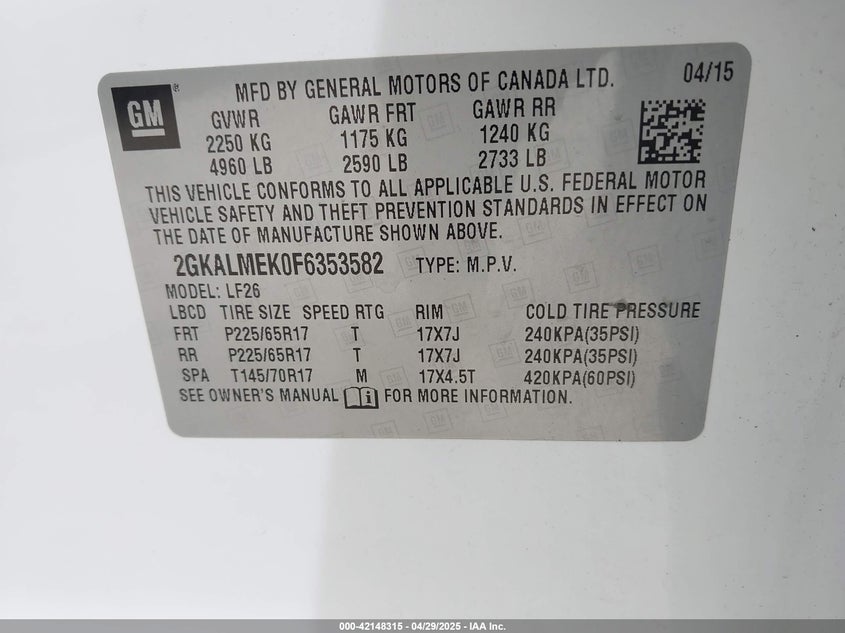 MFD BY GENERAL MOTORS OF CANADA LTD. 04/15
GM
GVWR GAWR FRT GAWR RR
2250 KG 1175 KG 1240 KG
4960 LB 2590 LB 2733 LB
THIS VEHICLE CONFORMS TO ALL APPLICABLE U.S. FEDERAL MOTOR
VEHICLE SAFETY AND THEFT PREVENTION STANDARDS IN EFFECT ON
THE DATE OF MANUFACTURE SHOWN ABOVE.
2GKALMEK0F6353582 TYPE: M.P.V.
MODEL: LF26
LBCD TIRE SIZE SPEED RTG RIM COLD TIRE PRESSURE
FRT P225/65R17 T 17X7J 240KPA(35PSI)
RR P225/65R17 T 17X7J 240KPA(35PSI)
SPA T145/70R17 M 17X4.5T 420KPA(60PSI)
SEE OWNER'S MANUAL i FOR MORE INFORMATION.
000-42148315 - 04/29/2025 - IAA Inc.